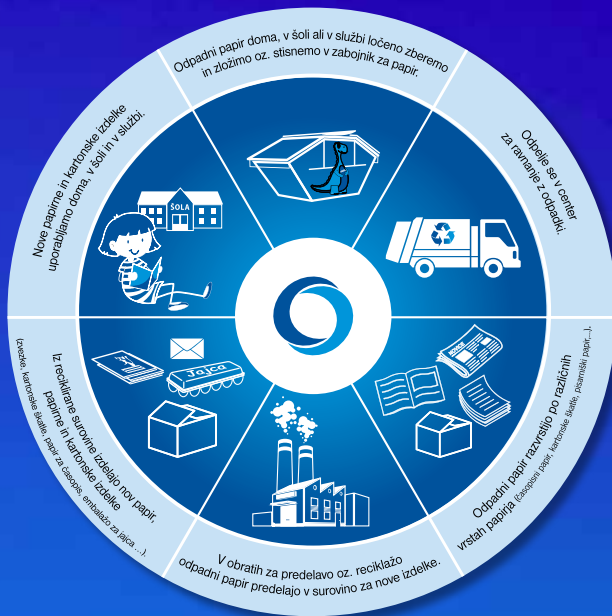 Odpadni papir doma, v šoli ali v službi ločeno zberemo
in zložimo oz. stisnemo v zabojnik za papir.
Odpelje se v center
za ravnanje z odpadki.
Odpadni papir razvrstijo po različnih
vrstah papirja (časopisni papir, kartonske škatle, pisarniški papir...).
V obratih za predelavo oz. reciklažo
odpadni papir predelajo v surovino za nove izdelke.
Iz reciklirane surovine izdelajo nov papir,
papirne in kartonske izdelke
(zvezke, kartonske škatle, papir za časopis, embalažo za jajca ...).
Nove papirne in kartonske izdelke
uporabljamo doma, v šoli in v službi.
ŠOLA
Jajca
NOVICE